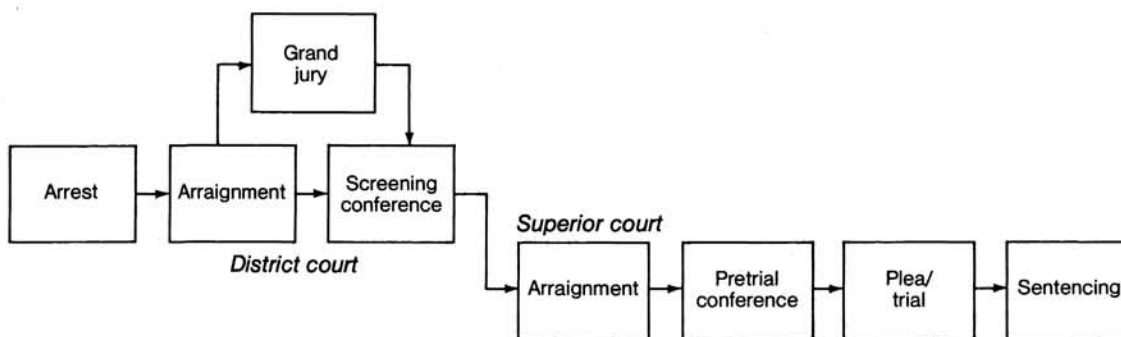 Grand
jury
Arrest
Arraignment
Screening
conference
District court
Superior court
Arraignment
Pretrial
conference
Plea/
trial
Sentencing